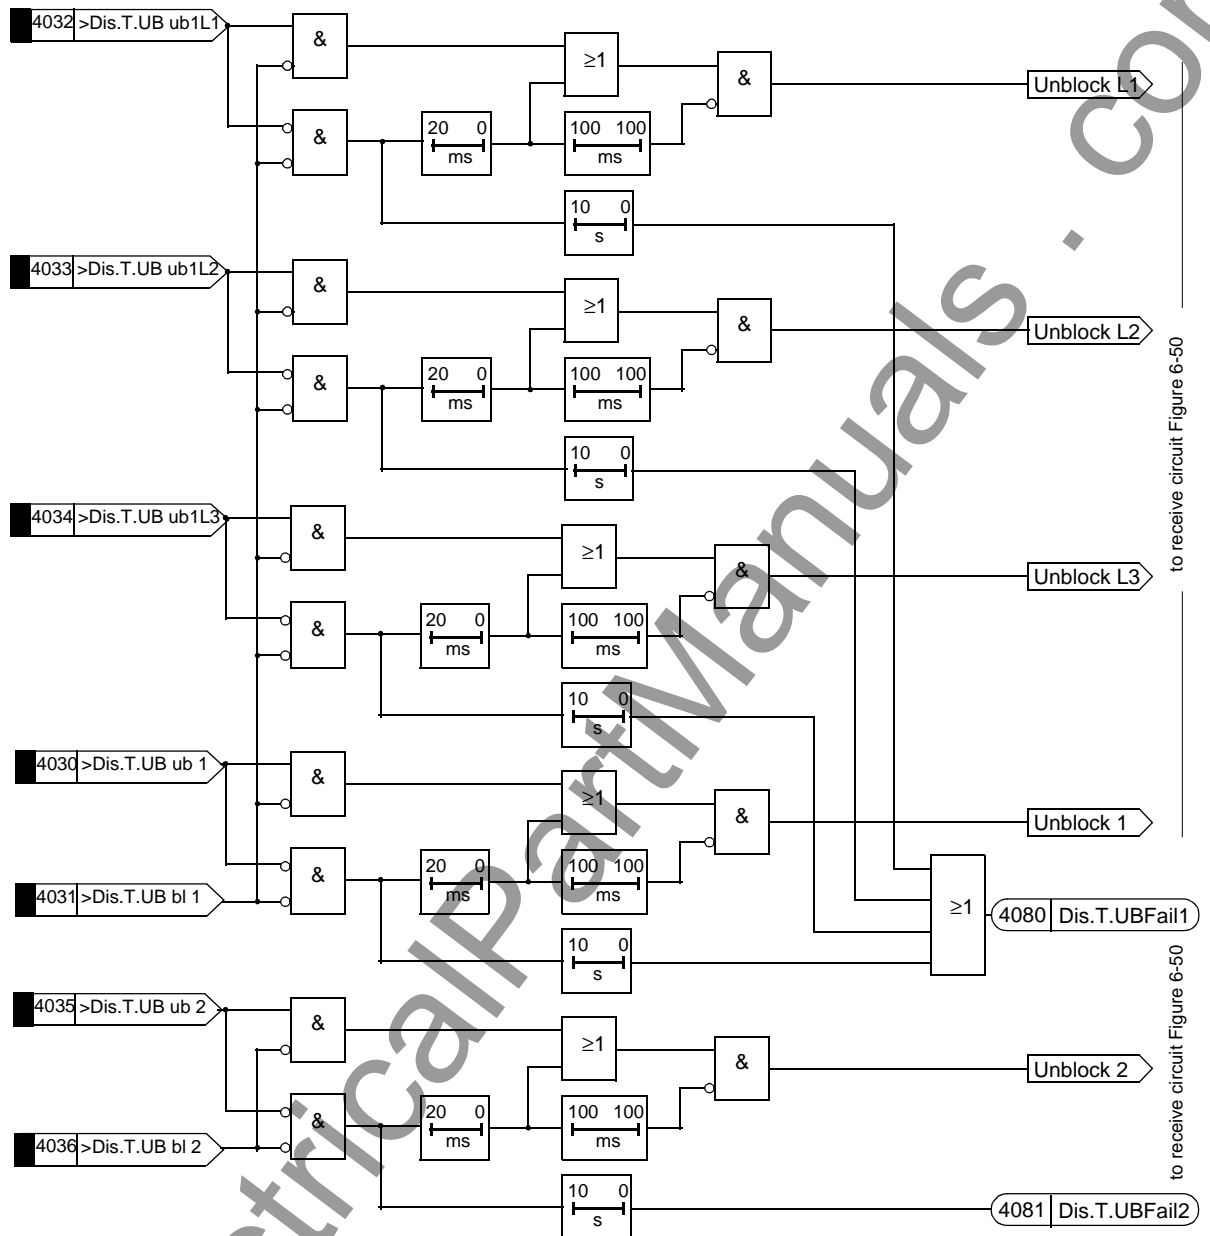 4032 >Dis.T.UB ub1L1
&
≥1
&
Unblock L1
&
20 0
ms
100 100
ms
10 0
s
4033 >Dis.T.UB ub1L2
&
≥1
&
Unblock L2
&
20 0
ms
100 100
ms
10 0
s
to receive circuit Figure 6-50
4034 >Dis.T.UB ub1L3
&
≥1
&
Unblock L3
&
20 0
ms
100 100
ms
10 0
s
4030 >Dis.T.UB ub 1
&
≥1
&
Unblock 1
&
20 0
ms
100 100
ms
4031 >Dis.T.UB bl 1
≥1
4080 Dis.T.UBFail1
10 0
s
4035 >Dis.T.UB ub 2
&
≥1
&
Unblock 2
to receive circuit Figure 6-50
&
20 0
ms
100 100
ms
4036 >Dis.T.UB bl 2
10 0
s
4081 Dis.T.UBFail2
ctricalPartManuals . com